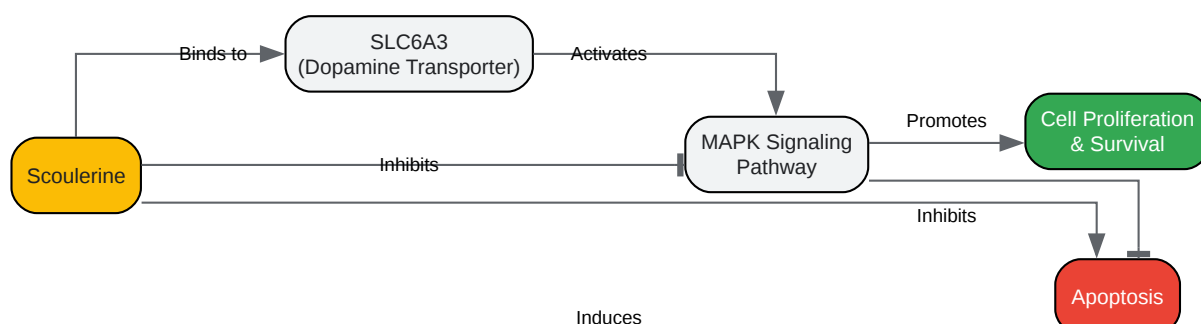 Binds to
SLC6A3
(Dopamine Transporter)
Activates
Scoulerine
Inhibits
MAPK Signaling
Pathway
Promotes
Cell Proliferation
& Survival
Inhibits
Apoptosis
Induces